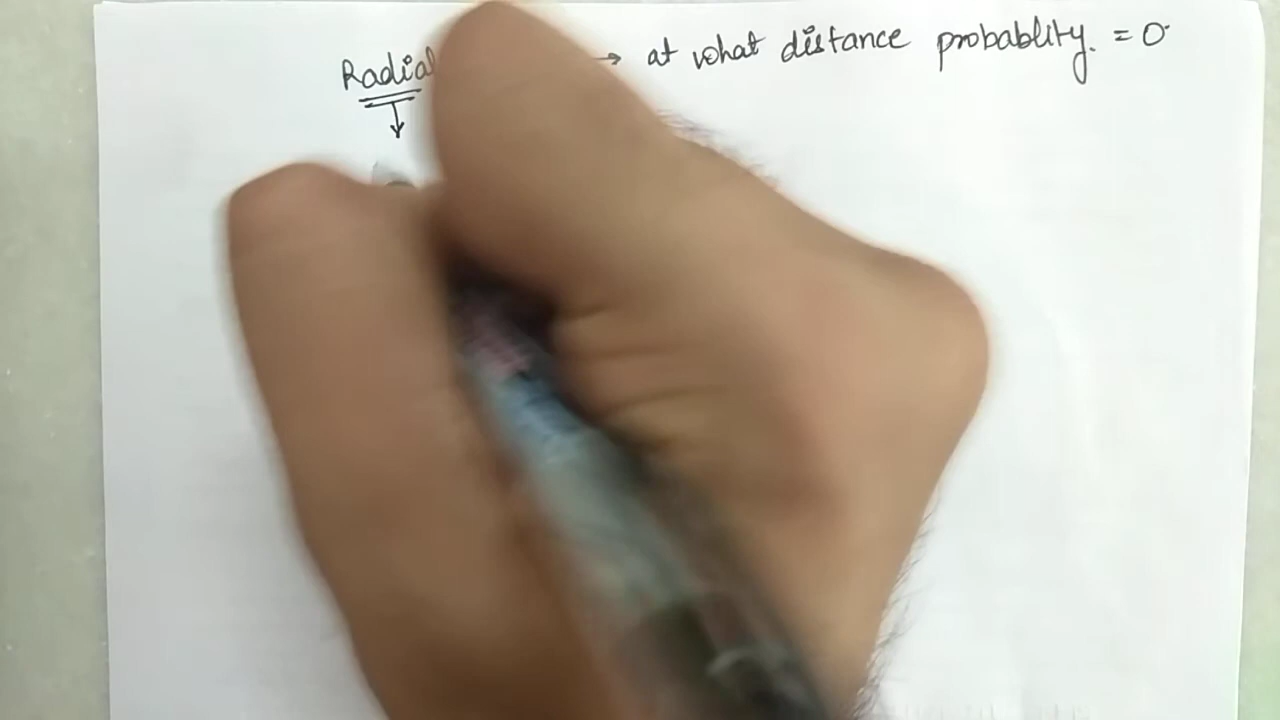 Radial → at what distance probablity. = 0